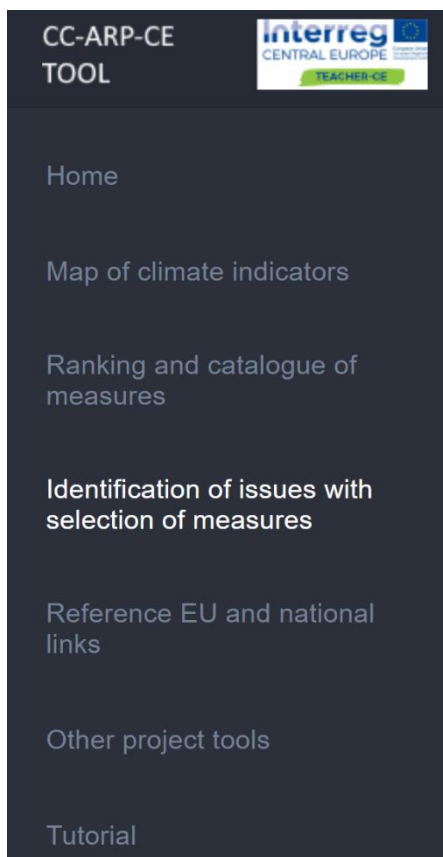 CC-ARP-CE
TOOL
Interreg
CENTRAL EUROPE
TEACHER-CE
Home
Map of climate indicators
Ranking and catalogue of
measures
Identification of issues with
selection of measures
Reference EU and national
links
Other project tools
Tutorial